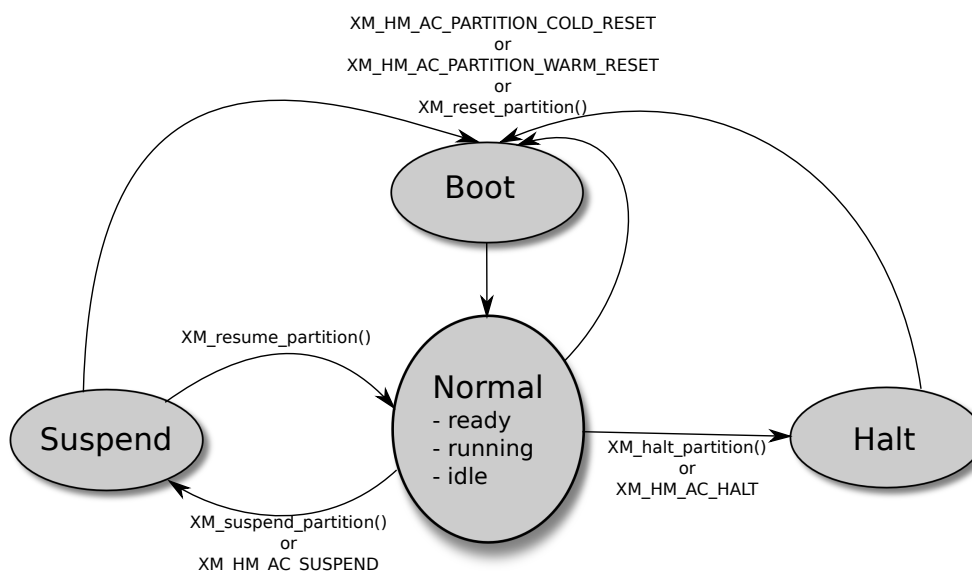 XM_HM_AC_PARTITION_COLD_RESET
or
XM_HM_AC_PARTITION_WARM_RESET
or
XM_reset_partition()
Boot
XM_resume_partition()
Normal
- ready
- running
- idle
Suspend
Halt
XM_halt_partition()
or
XM_HM_AC_HALT
XM_suspend_partition()
or
XM_HM_AC_SUSPEND